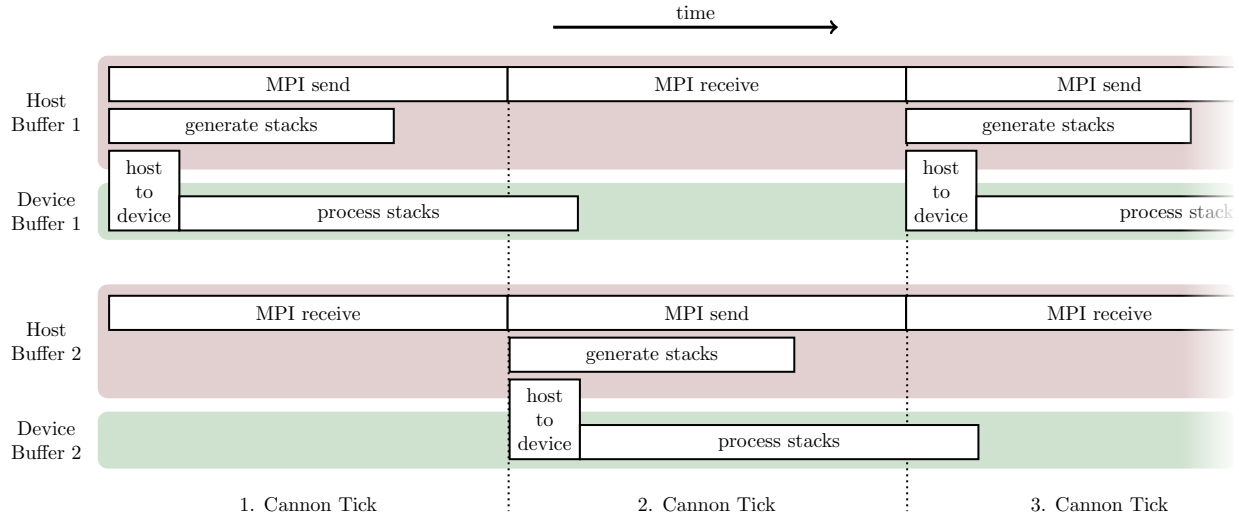 time
Host
Buffer 1
MPI send
MPI receive
MPI send
generate stacks
generate stacks
host
to
device
host
to
device
Device
Buffer 1
process stacks
process stack
Host
Buffer 2
MPI receive
MPI send
MPI receive
generate stacks
host
to
device
Device
Buffer 2
process stacks
1. Cannon Tick
2. Cannon Tick
3. Cannon Tick